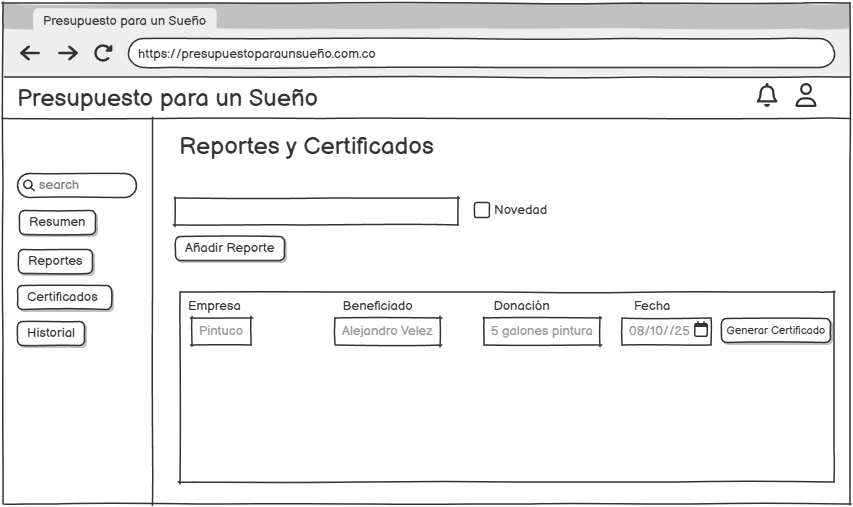 Presupuesto para un Sueño
https://presupuestoparaunsueño.com.co
Presupuesto para un Sueño
Reportes y Certificados
search
Resumen
Reportes
Certificados
Historial
Novedad
Añadir Reporte
Empresa Beneficiado Donación Fecha
Pintuco Alejandro Velez 5 galones pintura 08/10//25 Generar Certificado